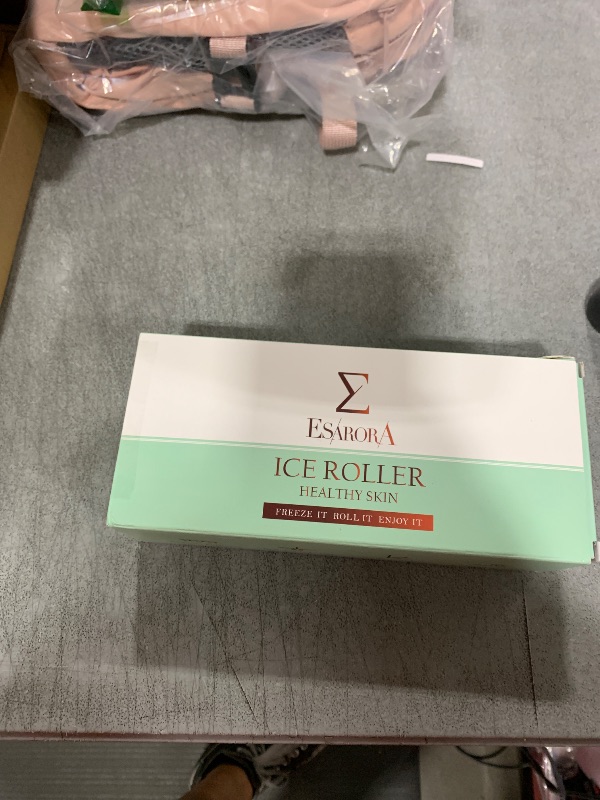 Σ
ESARORA
ICE ROLLER
HEALTHY SKIN
FREEZE IT ROLL IT ENJOY IT